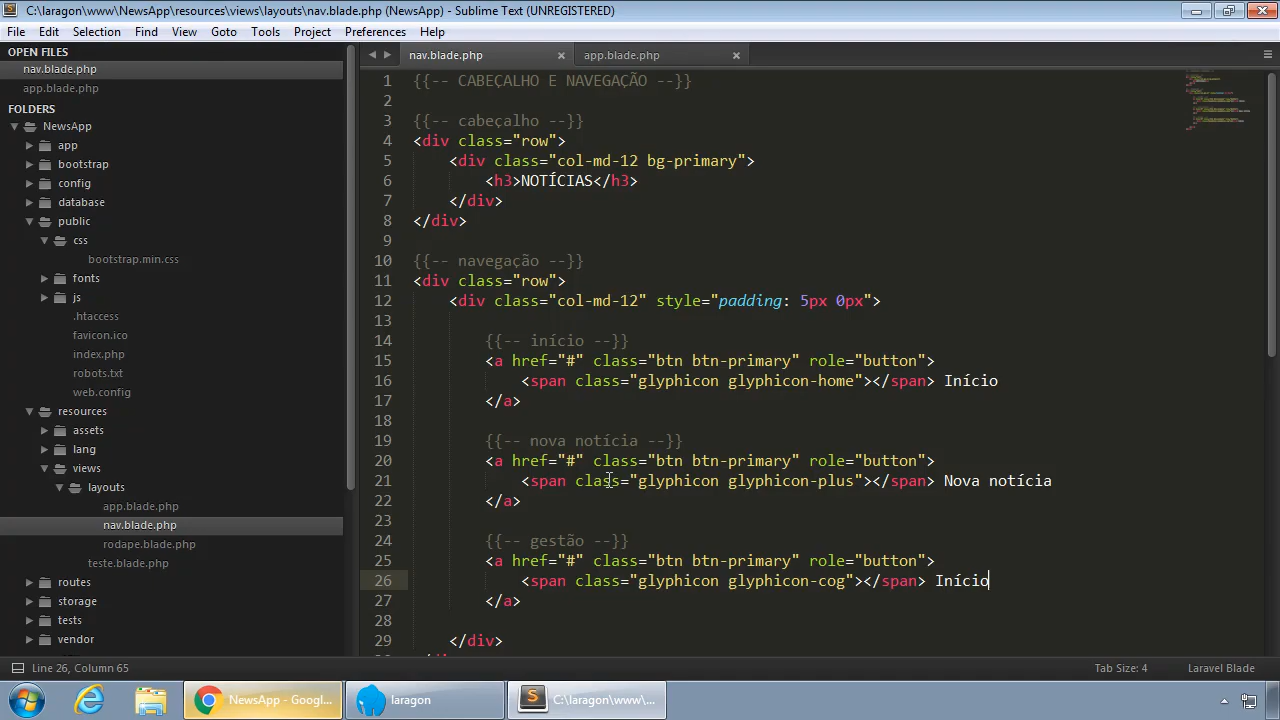 C:\laragon\www\NewsApp\resources\views\layouts\nav.blade.php (NewsApp) - Sublime Text (UNREGISTERED)
File Edit Selection Find View Goto Tools Project Preferences Help
OPEN FILES
nav.blade.php
app.blade.php
FOLDERS
NewsApp
app
bootstrap
config
database
public
css
bootstrap.min.css
fonts
js
.htaccess
favicon.ico
index.php
robots.txt
web.config
resources
assets
lang
views
layouts
app.blade.php
nav.blade.php
rodape.blade.php
teste.blade.php
routes
storage
tests
vendor
nav.blade.php app.blade.php
1 {{-- CABEÇALHO E NAVEGAÇÃO --}}
2
3 {{-- cabeçalho --}}
4 <div class="row">
5 <div class="col-md-12 bg-primary">
6 <h3>NOTÍCIAS</h3>
7 </div>
8 </div>
9
10 {{-- navegação --}}
11 <div class="row">
12 <div class="col-md-12" style="padding: 5px 0px">
13
14 {{-- início --}}
15 <a href="#" class="btn btn-primary" role="button">
16 <span class="glyphicon glyphicon-home"></span> Início
17 </a>
18
19 {{-- nova notícia --}}
20 <a href="#" class="btn btn-primary" role="button">
21 <span class="glyphicon glyphicon-plus"></span> Nova notícia
22 </a>
23
24 {{-- gestão --}}
25 <a href="#" class="btn btn-primary" role="button">
26 <span class="glyphicon glyphicon-cog"></span> Início
27 </a>
28
29 </div>
Line 26, Column 65 Tab Size: 4 Laravel Blade
NewsApp - Googl... laragon C:\laragon\www\...